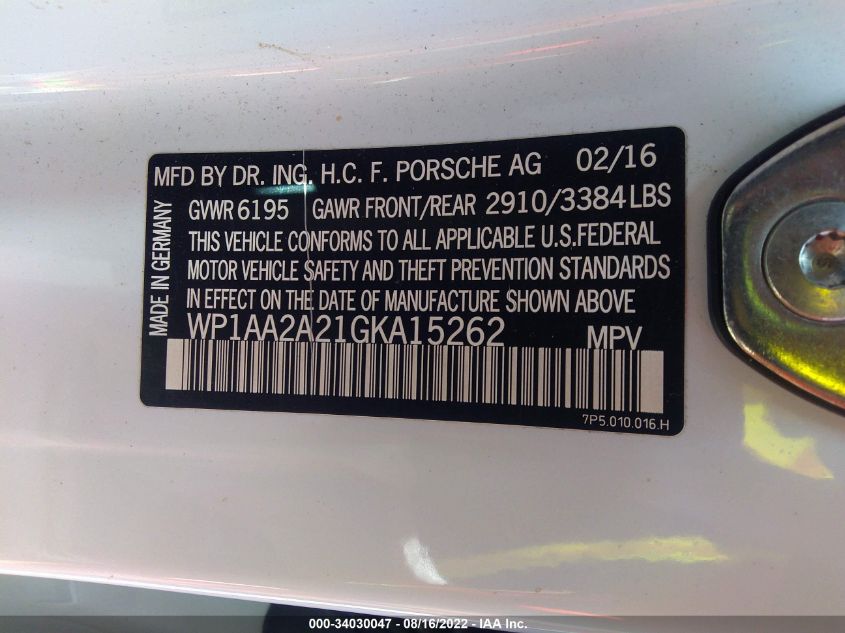 MFD BY DR. ING. H.C. F. PORSCHE AG 02/16
GVWR 6195 GAWR FRONT/REAR 2910/3384 LBS
THIS VEHICLE CONFORMS TO ALL APPLICABLE U.S.FEDERAL
MOTOR VEHICLE SAFETY AND THEFT PREVENTION STANDARDS
IN EFFECT ON THE DATE OF MANUFACTURE SHOWN ABOVE
WP1AA2A21GKA15262 MPV
MADE IN GERMANY
7P5.010.016.H
000-34030047 - 08/16/2022 - IAA Inc.